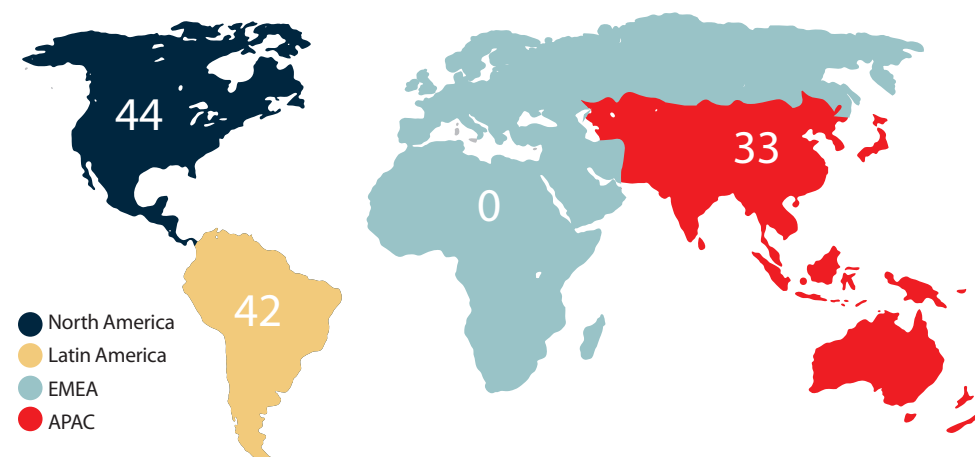 44
33
0
42
North America
Latin America
EMEA
APAC